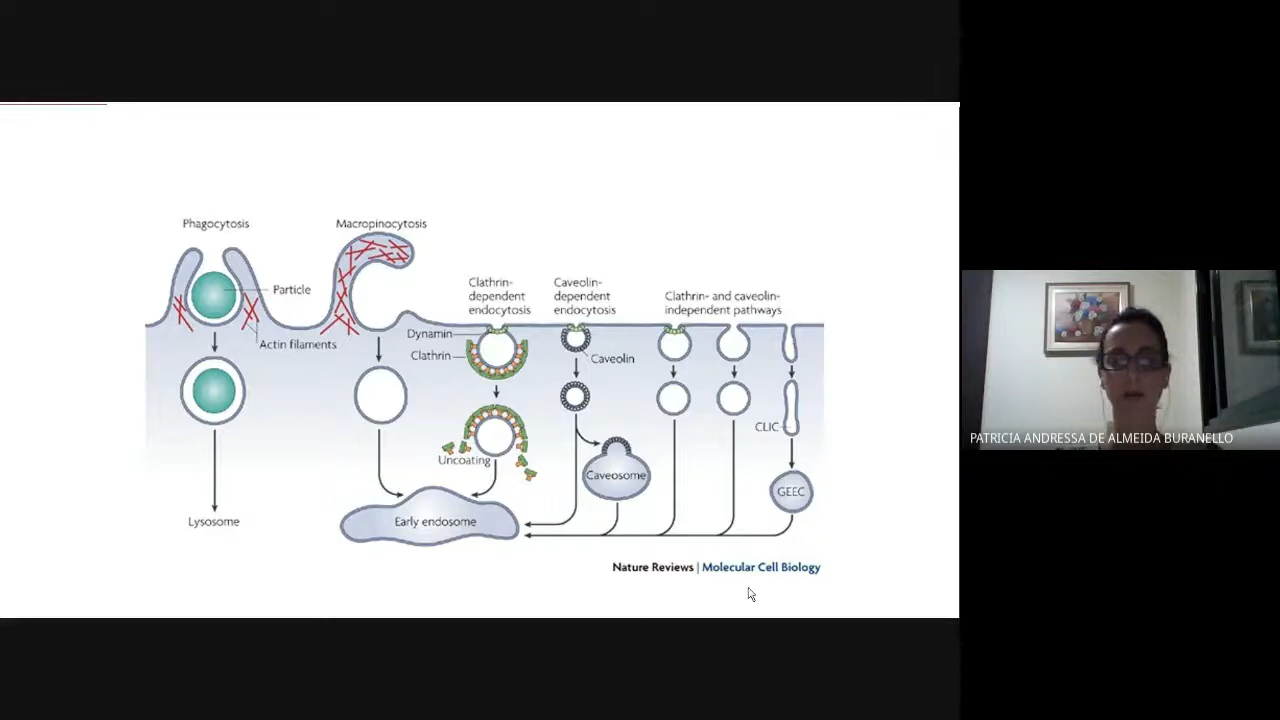 Phagocytosis
Macropinocytosis
Particle
Actin filaments
Lysosome
Clathrin-
dependent
endocytosis
Dynamin
Clathrin
Uncoating
Early endosome
Caveolin-
dependent
endocytosis
Caveolin
Caveosome
Clathrin- and caveolin-
independent pathways
CLIC
GEEC
Nature Reviews | Molecular Cell Biology
PATRICIA ANDRESSA DE ALMEIDA BURANELLO